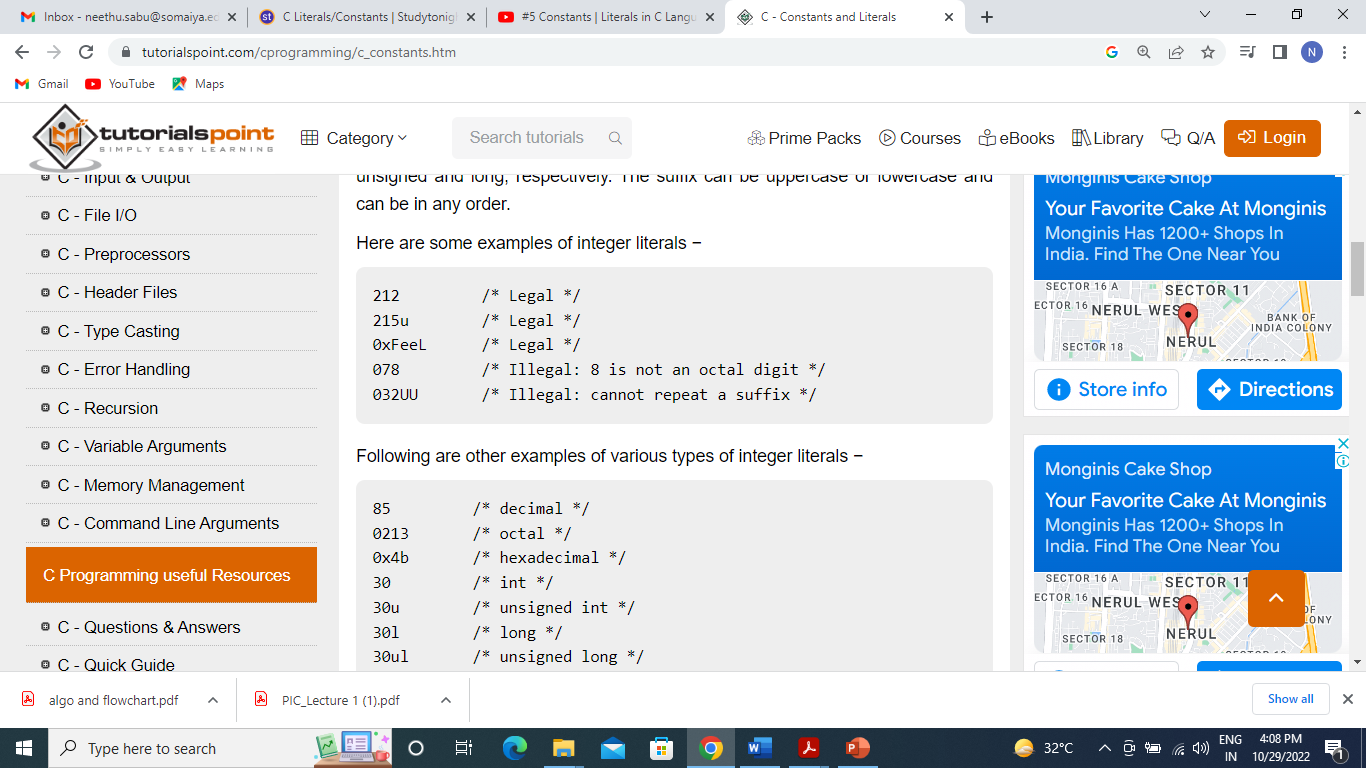 Inbox - neethu.sabu@somaiya.ec
C Literals/Constants | Studytonigh
#5 Constants | Literals in C Langu
C - Constants and Literals
tutorialspoint.com/cprogramming/c_constants.htm
N
Gmail
YouTube
Maps
tutorialspoint
SIMPLY EASY LEARNING
Category
Search tutorials
Prime Packs
Courses
eBooks
Library
Q/A
Login
C - Input & Output
C - File I/O
C - Preprocessors
C - Header Files
C - Type Casting
C - Error Handling
C - Recursion
C - Variable Arguments
C - Memory Management
C - Command Line Arguments
C Programming useful Resources
C - Questions & Answers
C - Quick Guide
unsigned and long, respectively. The suffix can be uppercase or lowercase and
can be in any order.
Here are some examples of integer literals −
212 /* Legal */
215u /* Legal */
0xFeeL /* Legal */
078 /* Illegal: 8 is not an octal digit */
032UU /* Illegal: cannot repeat a suffix */
Following are other examples of various types of integer literals −
85 /* decimal */
0213 /* octal */
0x4b /* hexadecimal */
30 /* int */
30u /* unsigned int */
30l /* long */
30ul /* unsigned long */
Monginis Cake Shop
Your Favorite Cake At Monginis
Monginis Has 1200+ Shops In
India. Find The One Near You
SECTOR 16 A
SECTOR 11
ECTOR 16
NERUL WES
BANK OF
INDIA COLONY
SECTOR 18
NERUL
Store info
Directions
Monginis Cake Shop
Your Favorite Cake At Monginis
Monginis Has 1200+ Shops In
India. Find The One Near You
SECTOR 16 A
SECTOR 11
ECTOR 16
NERUL WES
OF
LONY
SECTOR 18
NERUL
algo and flowchart.pdf
PIC_Lecture 1 (1).pdf
Show all
Type here to search
32°C
ENG
IN
4:08 PM
10/29/2022
1